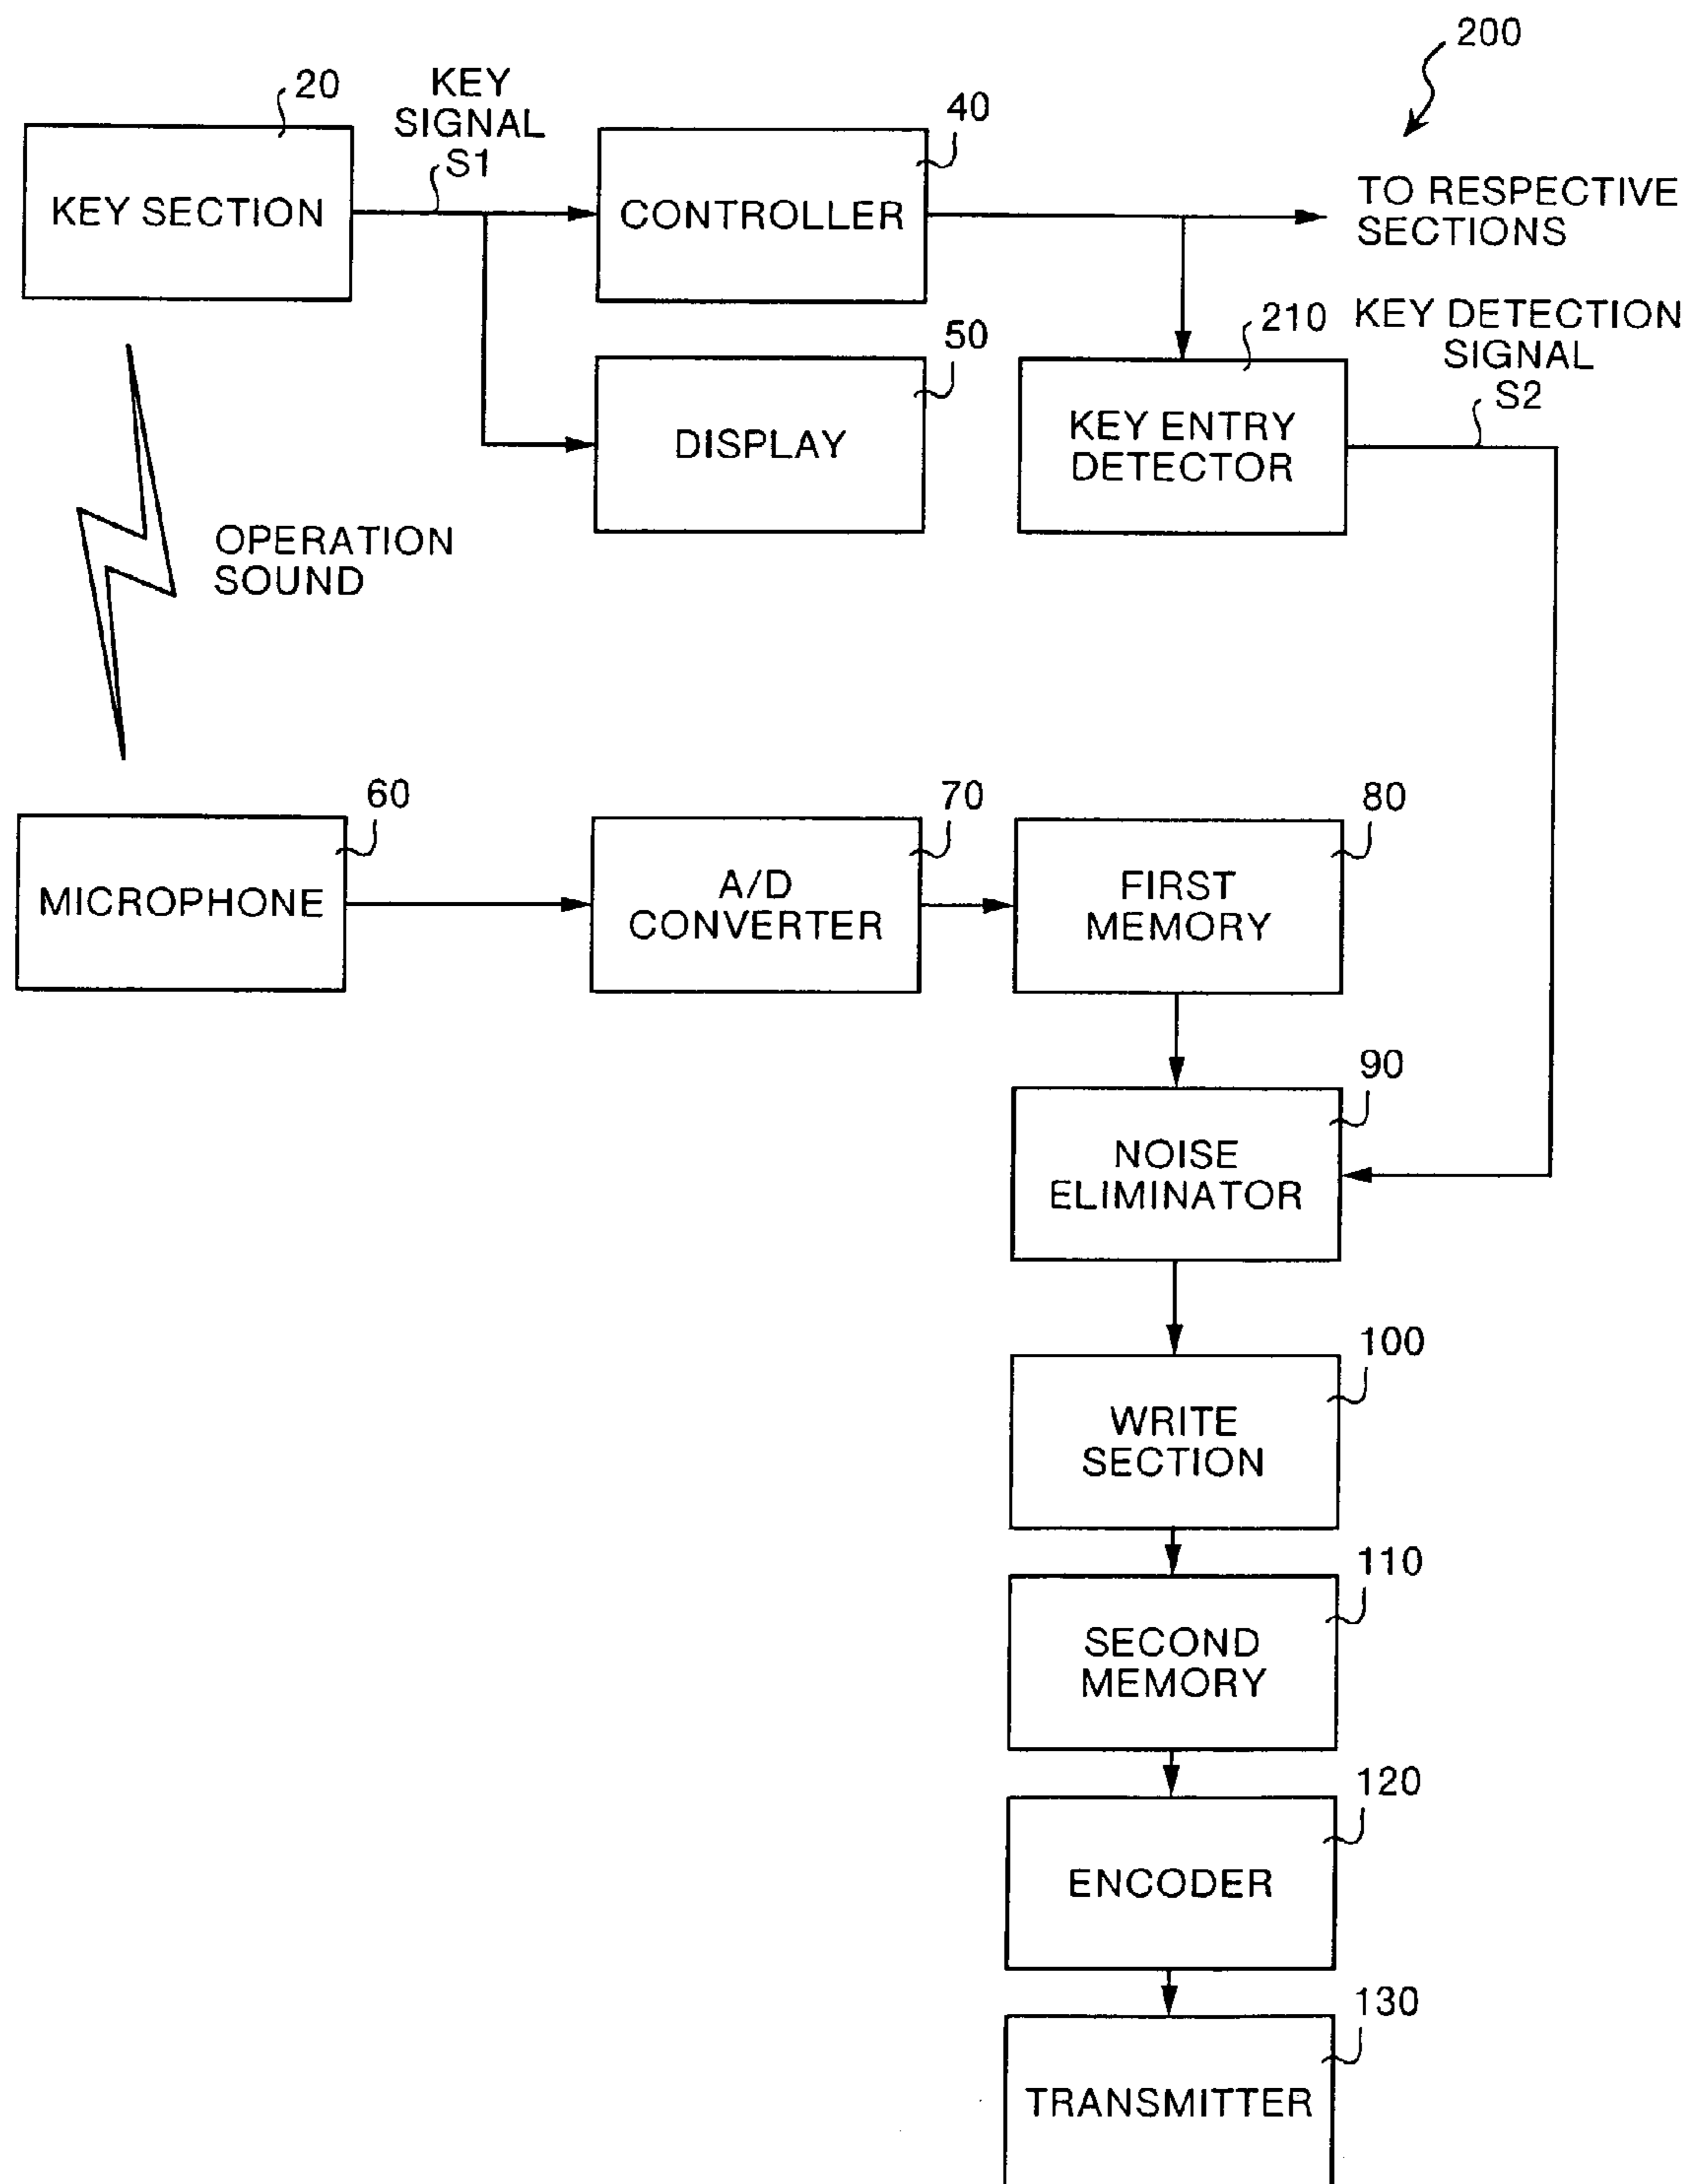 200
20
KEY
SIGNAL
S1
40
KEY SECTION
CONTROLLER
TO RESPECTIVE
SECTIONS
50
DISPLAY
210
KEY ENTRY
DETECTOR
KEY DETECTION
SIGNAL
S2
OPERATION
SOUND
60
MICROPHONE
70
A/D
CONVERTER
80
FIRST
MEMORY
90
NOISE
ELIMINATOR
100
WRITE
SECTION
110
SECOND
MEMORY
120
ENCODER
130
TRANSMITTER